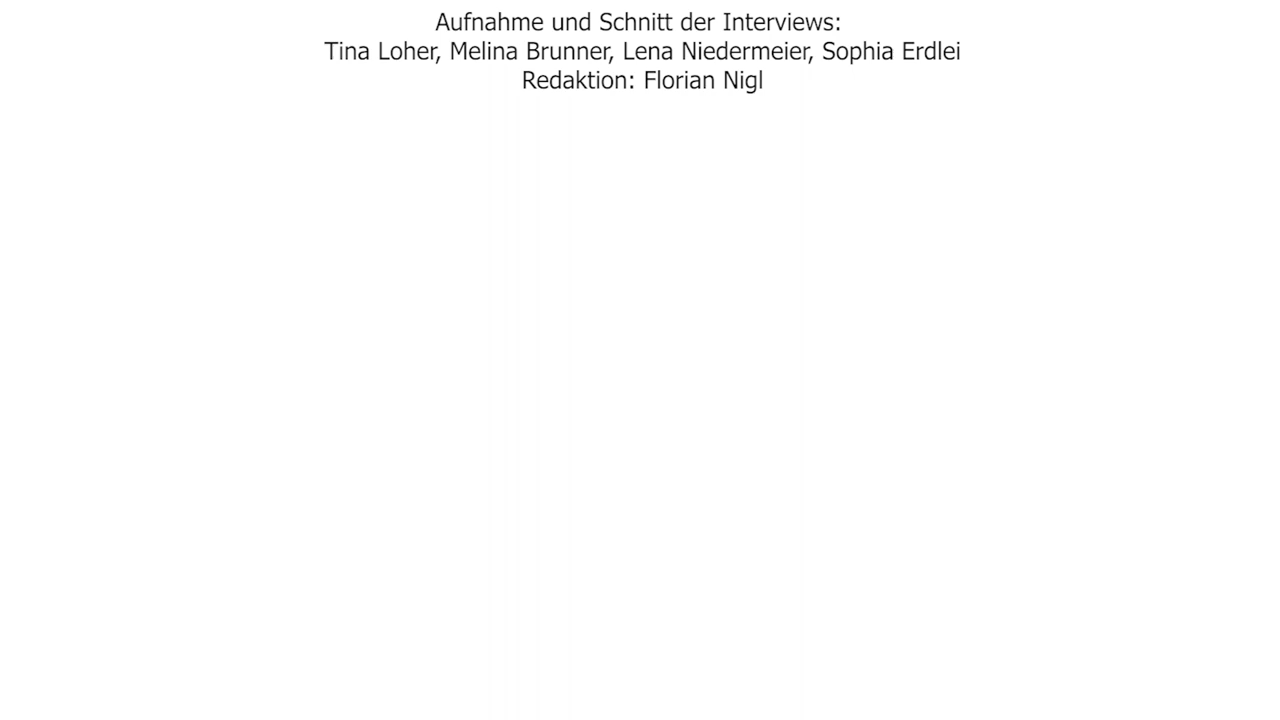 Aufnahme und Schnitt der Interviews:
Tina Loher, Melina Brunner, Lena Niedermeier, Sophia Erdlei
Redaktion: Florian Nigl